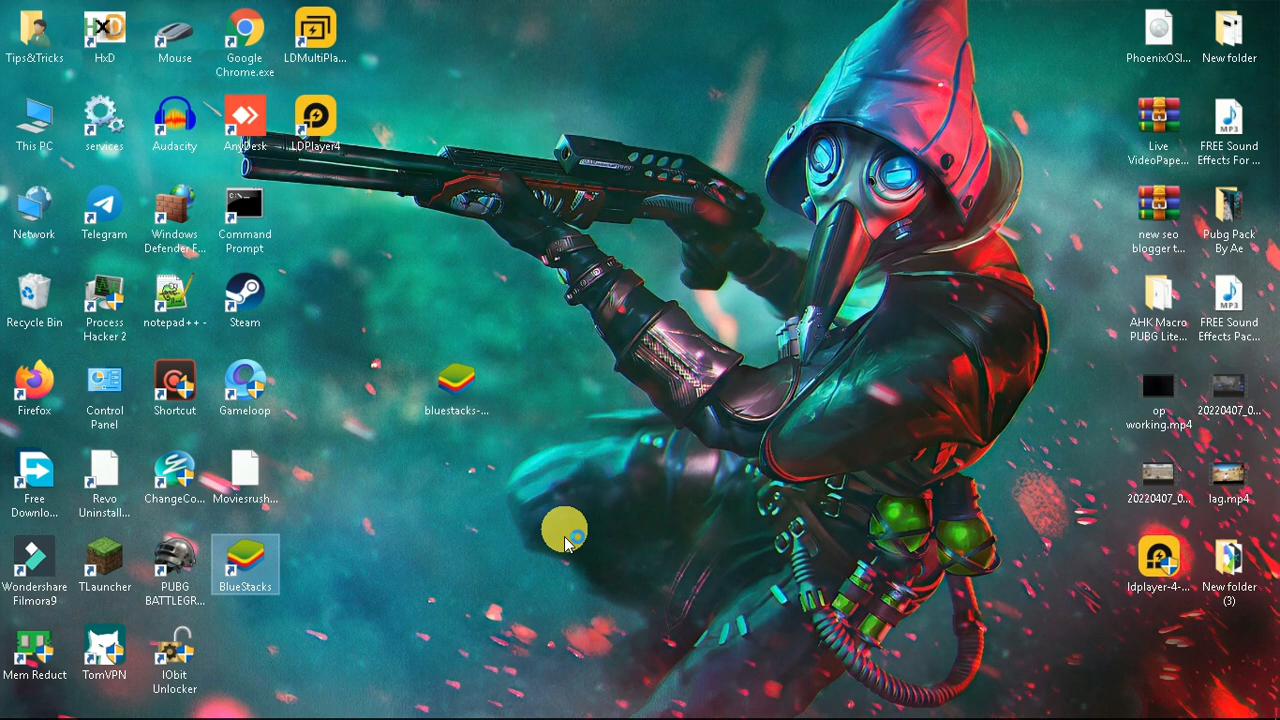 Tips&Tricks
HxD
Mouse
Google
Chrome.exe
LDMultiPla...
This PC
services
Audacity
AnyDesk
LDPlayer4
Network
Telegram
Windows
Defender F...
Command
Prompt
Recycle Bin
Process
Hacker 2
notepad++ -
Steam
Firefox
Control
Panel
Shortcut
Gameloop
bluestacks-...
Free
Downlo...
Revo
Uninstall...
ChangeCo...
Moviesrush...
Wondershare
Filmora9
TLauncher
PUBG
BATTLEGR...
BlueStacks
Mem Reduct
TomVPN
IObit
Unlocker
PhoenixOSI...
New folder
Live
VideoPape...
MP3
FREE Sound
Effects For ...
new seo
blogger t...
Pubg Pack
By Ae
AHK Macro
PUBG Lite...
MP3
FREE Sound
Effects Pac...
op
working.mp4
20220407_0...
20220407_0...
lag.mp4
ldplayer-4-...
New folder
(3)